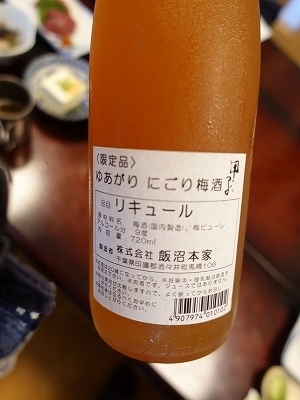 〈限定品〉
ゆあがり にごり梅酒
甲子
品目 リキュール
原材料名 梅酒(国内製造)、梅ピューレ
アルコール分 9度
内容量 720ml
製造者 株式会社 飯沼本家
千葉県印旛郡酒々井町馬橋106
4907974010102